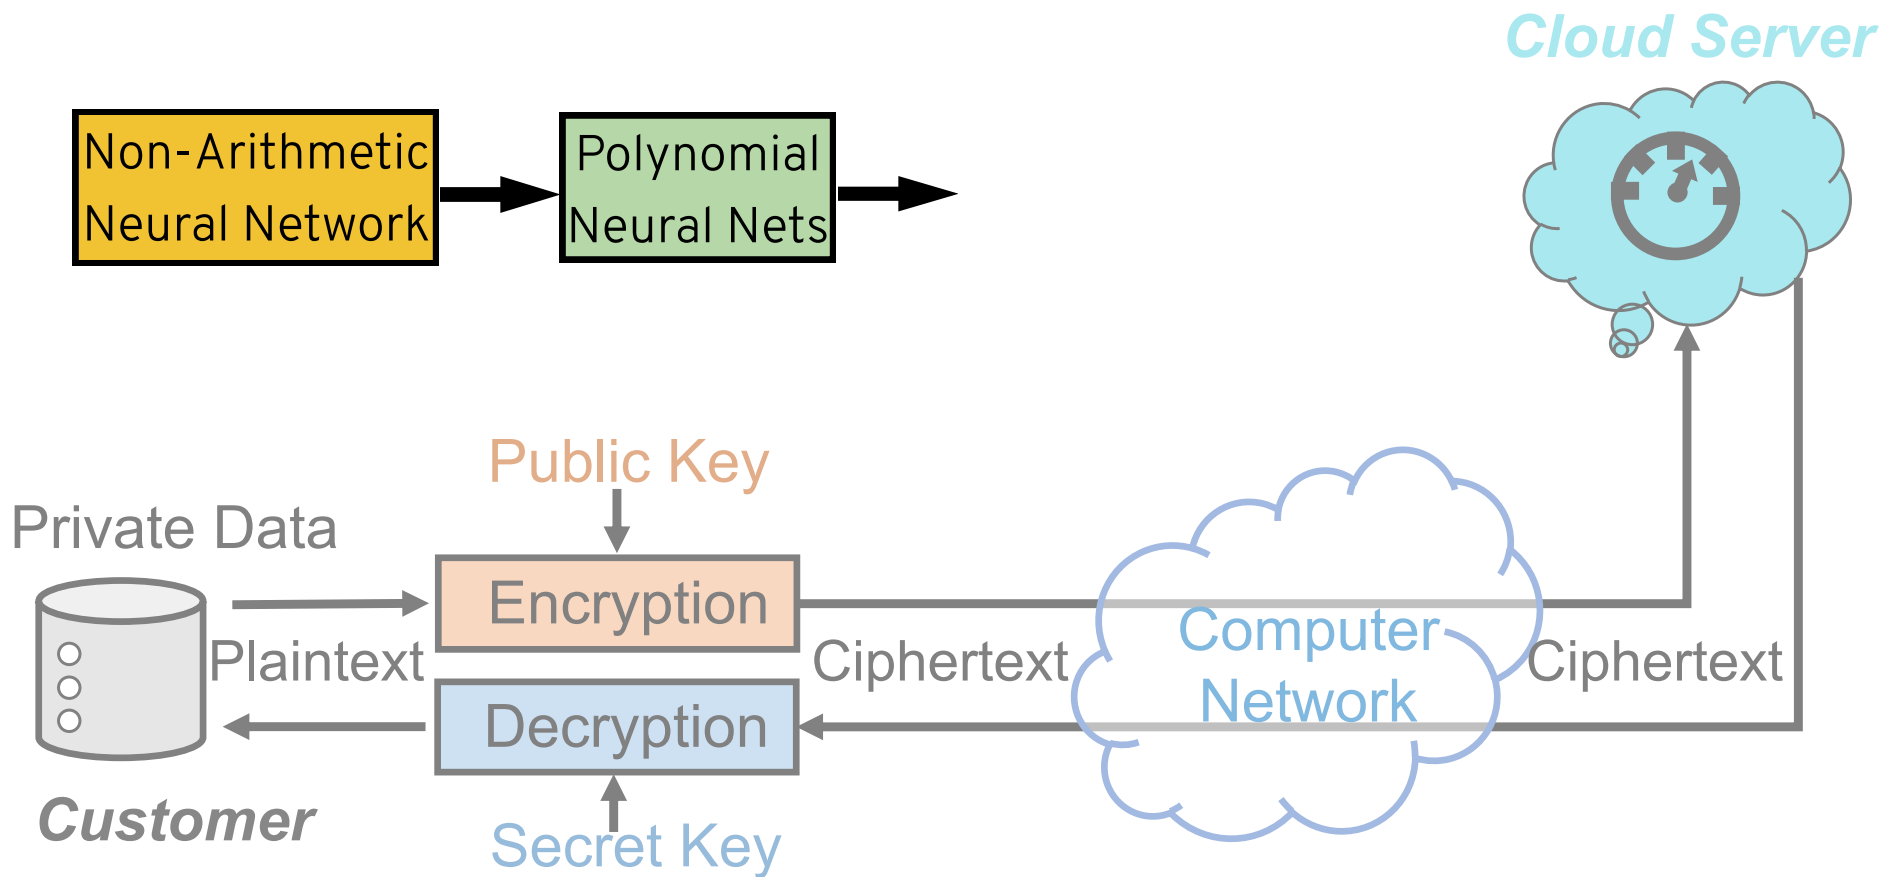 Cloud Server
Non-Arithmetic
Neural Network
Polynomial
Neural Nets
Public Key
Private Data
Encryption
Plaintext
Ciphertext
Computer
Network
Ciphertext
Decryption
Customer
Secret Key